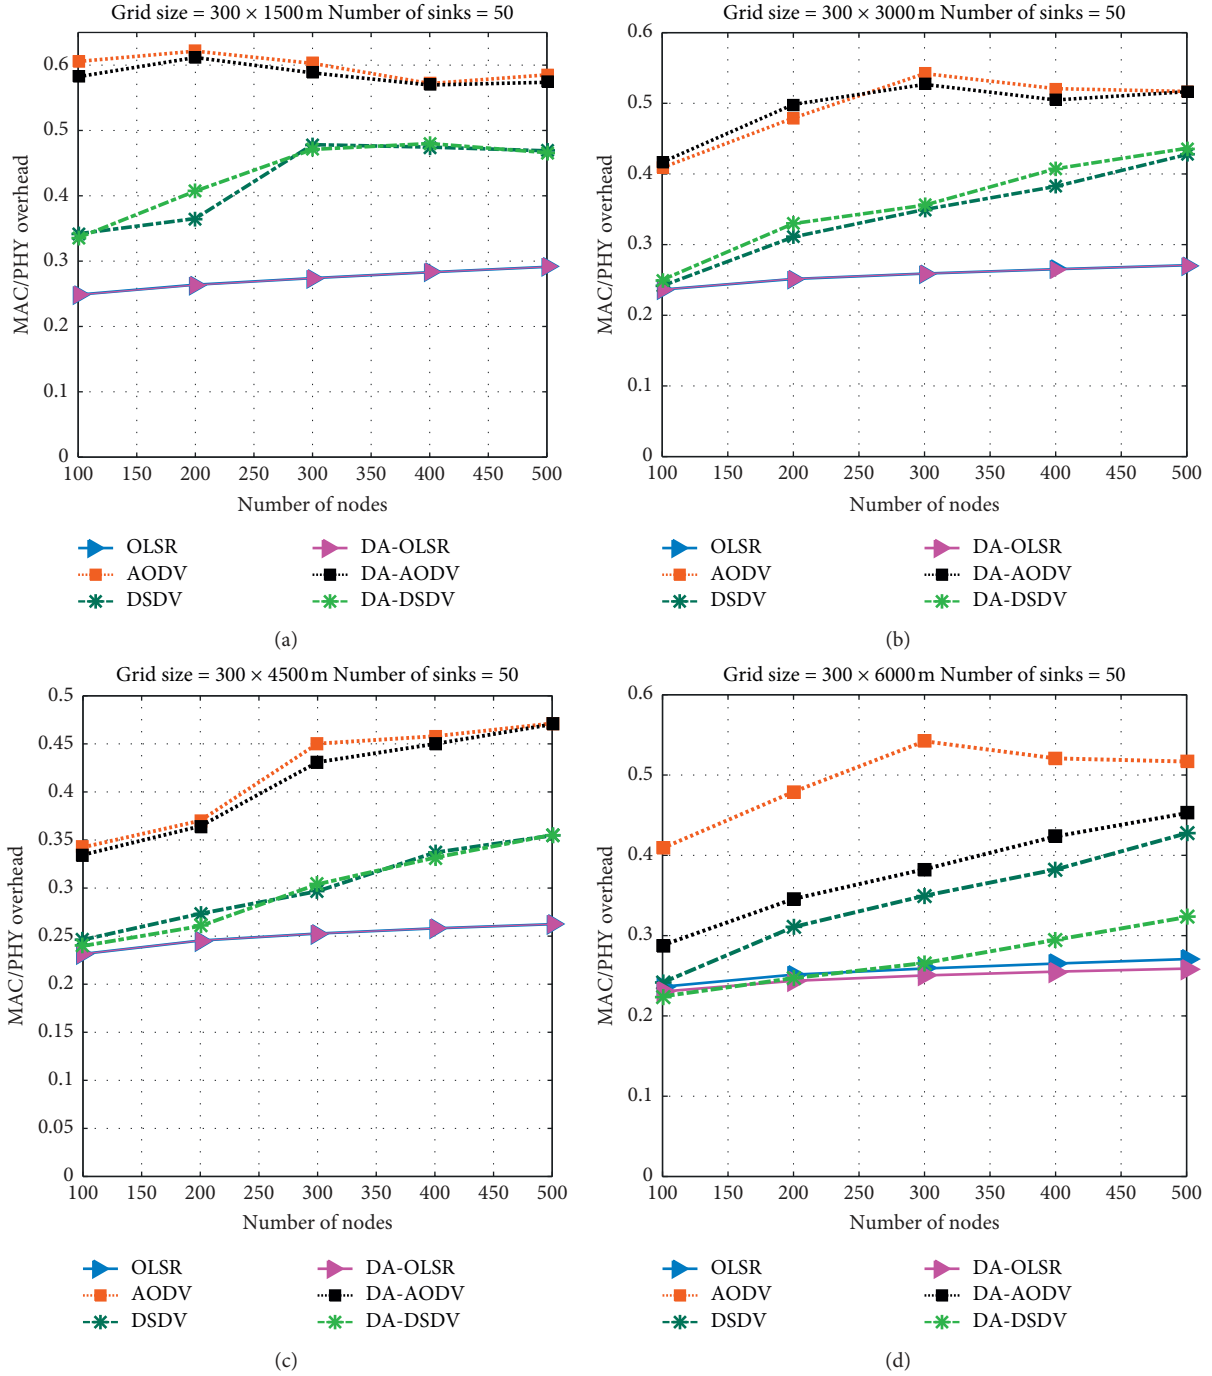 Grid size = 300 × 1500 m Number of sinks = 50
MAC/PHY overhead
0.6
0.5
0.4
0.3
0.2
0.1
0
100 150 200 250 300 350 400 450 500
Number of nodes
OLSR
AODV
DSDV
DA-OLSR
DA-AODV
DA-DSDV
(a)
Grid size = 300 × 3000 m Number of sinks = 50
MAC/PHY overhead
0.6
0.5
0.4
0.3
0.2
0.1
0
100 150 200 250 300 350 400 450 500
Number of nodes
OLSR
AODV
DSDV
DA-OLSR
DA-AODV
DA-DSDV
(b)
Grid size = 300 × 4500 m Number of sinks = 50
MAC/PHY overhead
0.5
0.45
0.4
0.35
0.3
0.25
0.2
0.15
0.1
0.05
0
100 150 200 250 300 350 400 450 500
Number of nodes
OLSR
AODV
DSDV
DA-OLSR
DA-AODV
DA-DSDV
(c)
Grid size = 300 × 6000 m Number of sinks = 50
MAC/PHY overhead
0.6
0.5
0.4
0.3
0.2
0.1
0
100 150 200 250 300 350 400 450 500
Number of nodes
OLSR
AODV
DSDV
DA-OLSR
DA-AODV
DA-DSDV
(d)